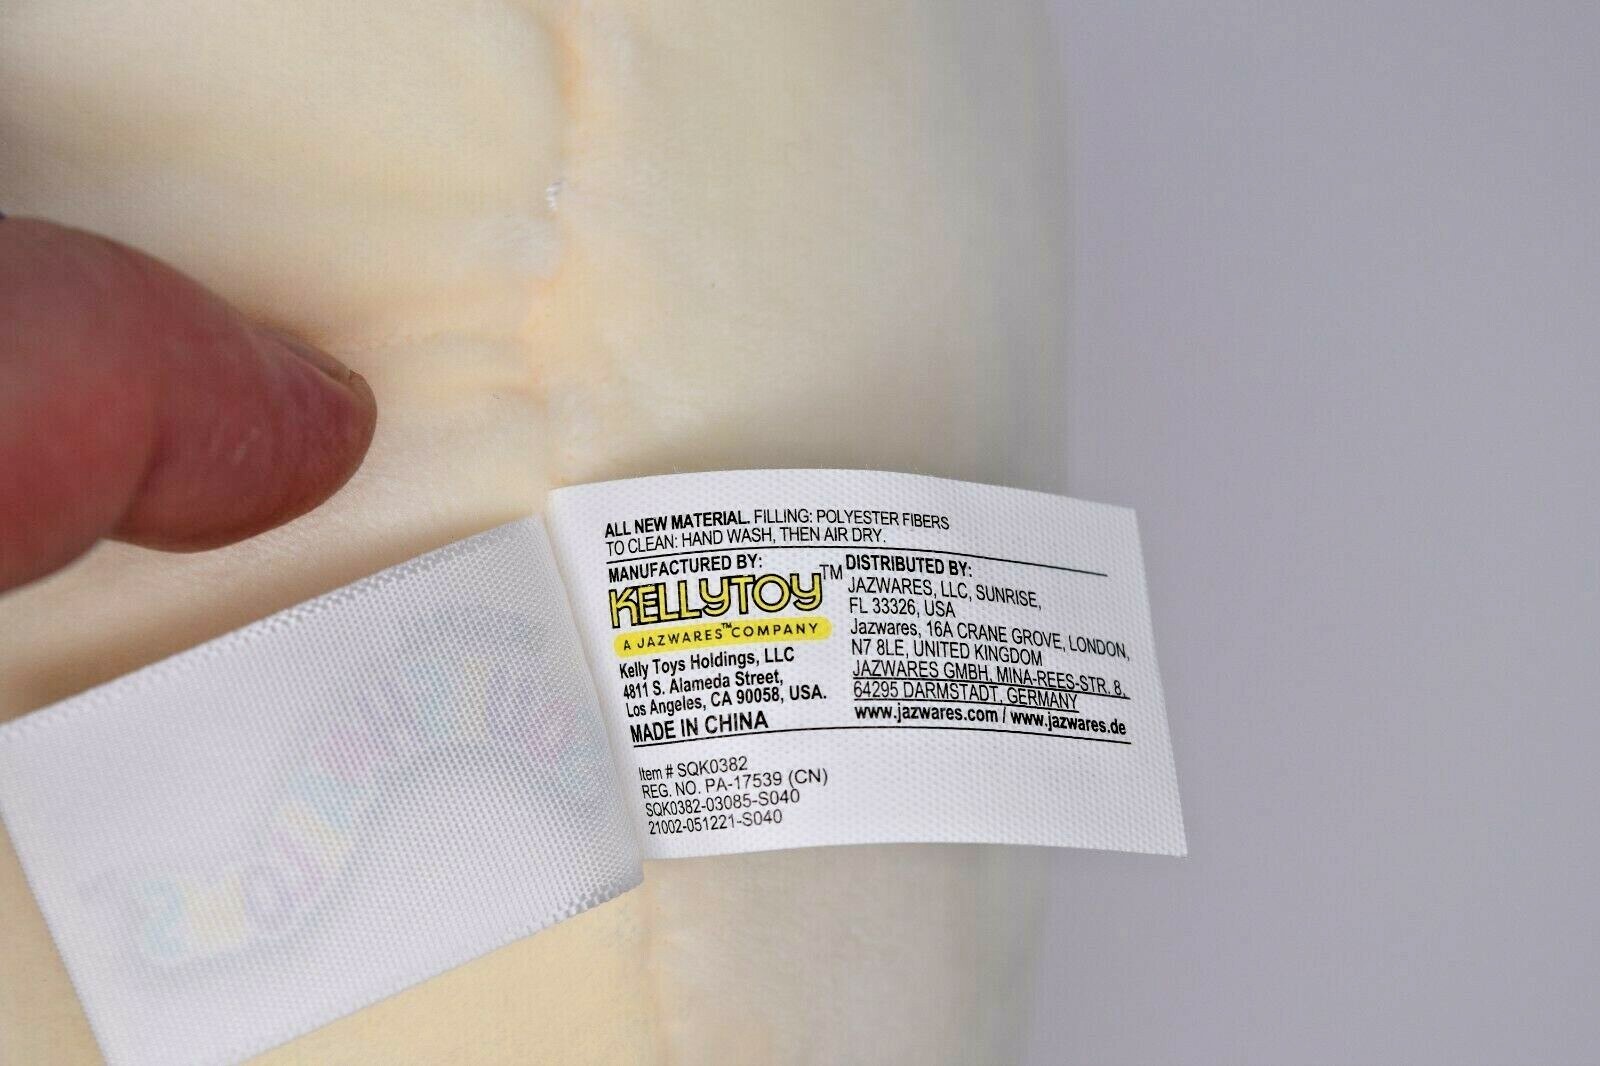 ALL NEW MATERIAL. FILLING: POLYESTER FIBERS
TO CLEAN: HAND WASH, THEN AIR DRY.
MANUFACTURED BY:
KELLYTOY™
A JAZWARES™ COMPANY
Kelly Toys Holdings, LLC
4811 S. Alameda Street,
Los Angeles, CA 90058, USA.
MADE IN CHINA
DISTRIBUTED BY:
JAZWARES, LLC, SUNRISE,
FL 33326, USA
Jazwares, 16A CRANE GROVE, LONDON,
N7 8LE, UNITED KINGDOM
JAZWARES GMBH, MINA-REES-STR. 8,
64295 DARMSTADT, GERMANY
www.jazwares.com / www.jazwares.de
Item # SQK0382
REG. NO. PA-17539 (CN)
SQK0382-03085-S040
21002-051221-S040